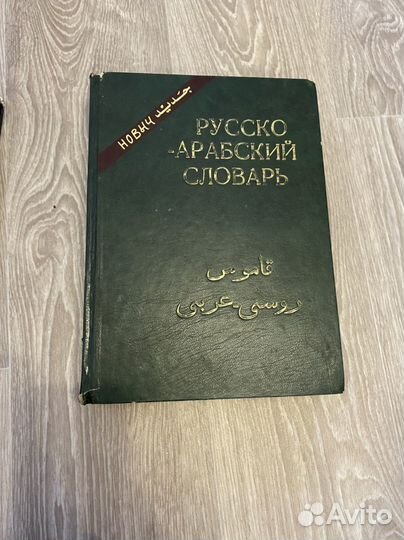 НОВЫЙ جديد
РУССКО
-АРАБСКИЙ
СЛОВАРЬ
قاموس
روسي-عربي
Avito